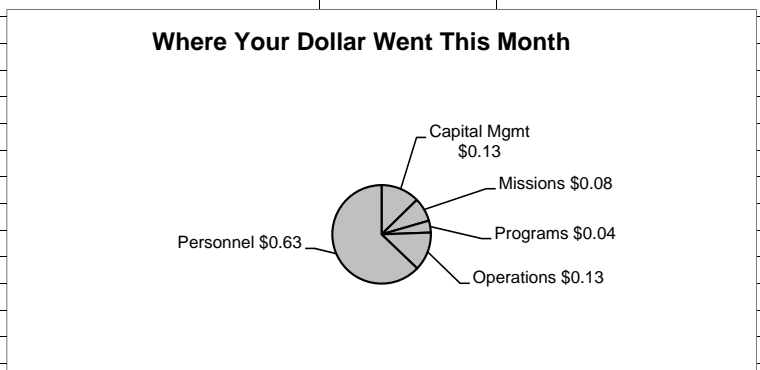 Where Your Dollar Went This Month
Capital Mgmt
$0.13
Missions $0.08
Programs $0.04
Operations $0.13
Personnel $0.63